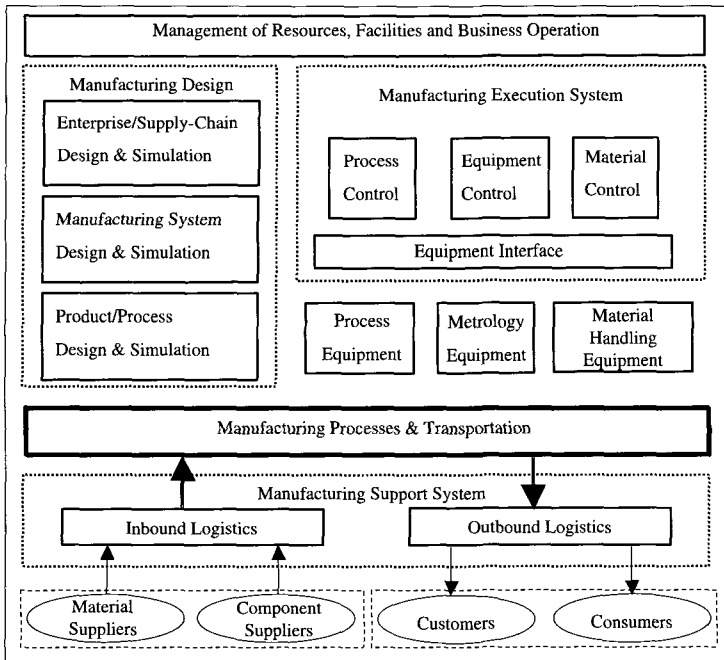 Management of Resources, Facilities and Business Operation
Manufacturing Design
Enterprise/Supply-Chain
Design & Simulation
Manufacturing System
Design & Simulation
Product/Process
Design & Simulation
Manufacturing Execution System
Process
Control
Equipment
Control
Material
Control
Equipment Interface
Process
Equipment
Metrology
Equipment
Material
Handling
Equipment
Manufacturing Processes & Transportation
Manufacturing Support System
Inbound Logistics
Outbound Logistics
Material
Suppliers
Component
Suppliers
Customers
Consumers